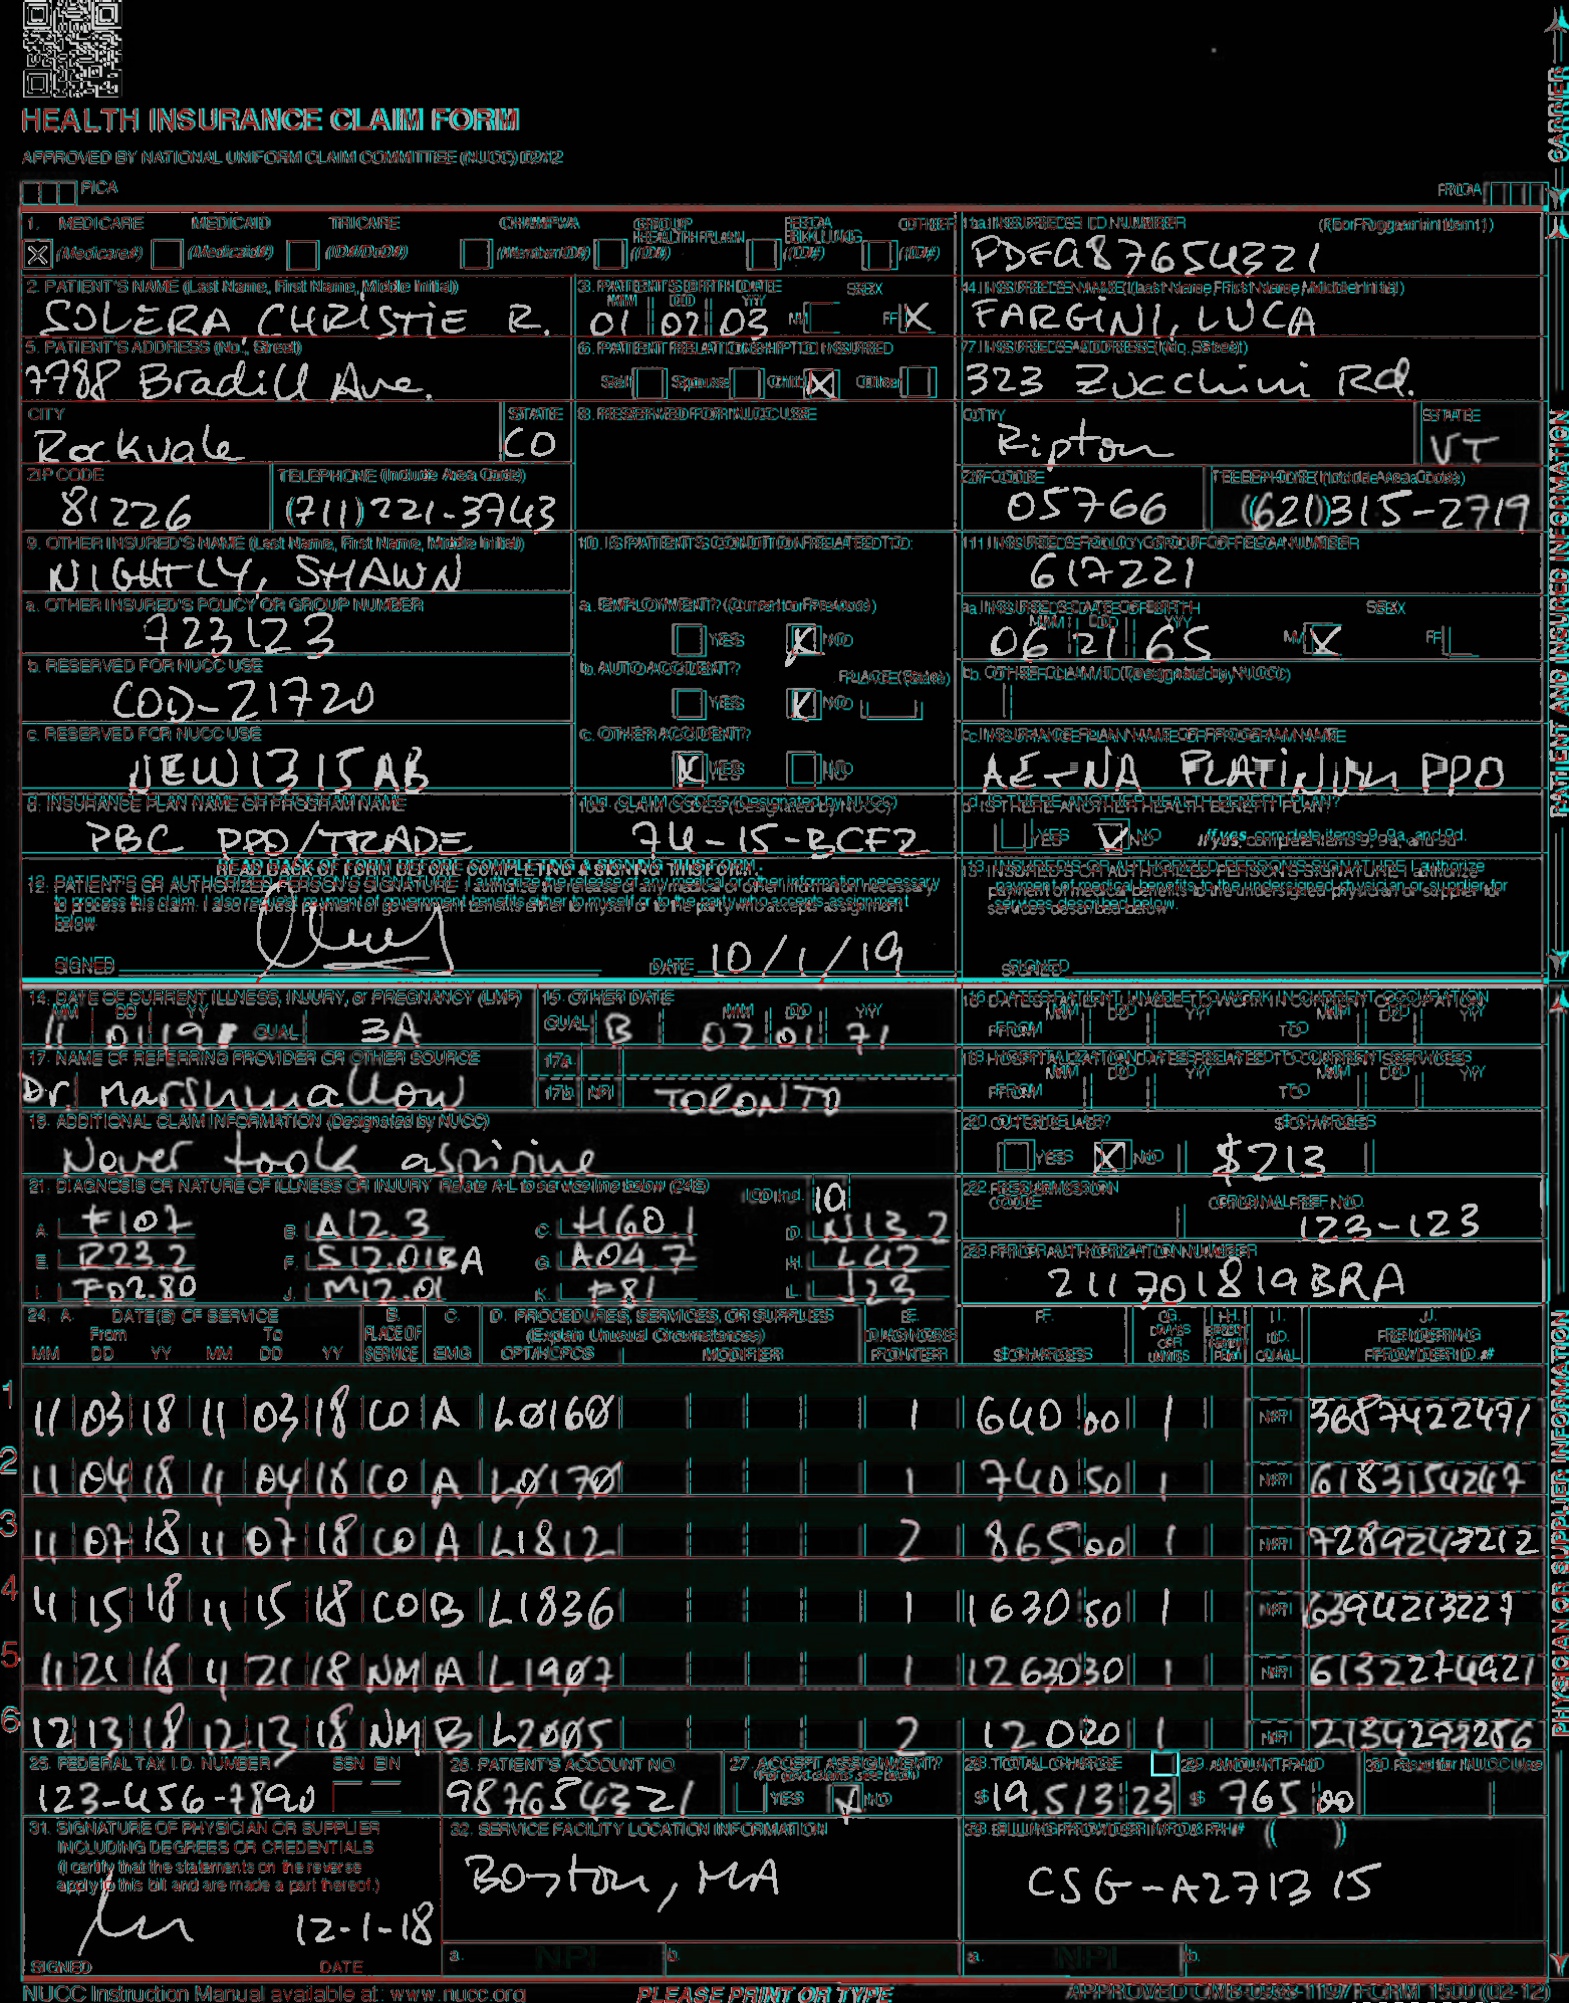 HEALTH INSURANCE CLAIM FORM
APPROVED BY NATIONAL UNIFORM CLAIM COMMITTEE (NUCC) 02/12
PICA
PICA
CARRIER
1. MEDICARE MEDICAID TRICARE CHAMPVA GROUP HEALTH PLAN FECA BLK LUNG OTHER 1a. INSURED'S I.D. NUMBER (For Program in Item 1)
X (Medicare#) (Medicaid#) (ID#/DoD#) (Member ID#) (ID#) (ID#) (ID#)
2. PATIENT'S NAME (Last Name, First Name, Middle Initial)
SOLERA CHRISTIE R.
3. PATIENT'S BIRTH DATE SEX
MM DD YY
01 02 03 M F X
4. INSURED'S NAME (Last Name, First Name, Middle Initial)
FARGINI, LUCA
5. PATIENT'S ADDRESS (No., Street)
7788 Bradill Ave.
6. PATIENT RELATIONSHIP TO INSURED
Self Spouse Child X Other
7. INSURED'S ADDRESS (No., Street)
323 Zucchini Rd.
CITY STATE
Rockvale CO
8. RESERVED FOR NUCC USE
CITY STATE
Ripton VT
ZIP CODE TELEPHONE (Include Area Code)
81226 (711) 221-3743
ZIP CODE TELEPHONE (Include Area Code)
05766 (621) 315-2719
9. OTHER INSURED'S NAME (Last Name, First Name, Middle Initial)
NIGHTLY, SHAWN
10. IS PATIENT'S CONDITION RELATED TO:
11. INSURED'S POLICY GROUP OR FECA NUMBER
617221
a. OTHER INSURED'S POLICY OR GROUP NUMBER
723123
a. EMPLOYMENT? (Current or Previous)
YES X NO
a. INSURED'S DATE OF BIRTH SEX
MM DD YY
06 21 65 M X F
b. RESERVED FOR NUCC USE
COD-21720
b. AUTO ACCIDENT? PLACE (State)
YES X NO
b. OTHER CLAIM ID (Designated by NUCC)
c. RESERVED FOR NUCC USE
NEW1315AB
c. OTHER ACCIDENT?
X YES NO
c. INSURANCE PLAN NAME OR PROGRAM NAME
AETNA PLATINIUM PPO
d. INSURANCE PLAN NAME OR PROGRAM NAME
PBC PPO/TRADE
10d. CLAIM CODES (Designated by NUCC)
74-15-BCF2
d. IS THERE ANOTHER HEALTH BENEFIT PLAN?
YES X NO If yes, complete items 9, 9a, and 9d.
READ BACK OF FORM BEFORE COMPLETING & SIGNING THIS FORM.
12. PATIENT'S OR AUTHORIZED PERSON'S SIGNATURE I authorize the release of any medical or other information necessary
to process this claim. I also request payment of government benefits either to myself or to the party who accepts assignment
below.
SIGNED DATE 10/1/19
13. INSURED'S OR AUTHORIZED PERSON'S SIGNATURE I authorize
payment of medical benefits to the undersigned physician or supplier for
services described below.
SIGNED
PATIENT AND INSURED INFORMATION
14. DATE OF CURRENT ILLNESS, INJURY, or PREGNANCY (LMP)
MM DD YY
11 01 19 QUAL 3A
15. OTHER DATE
QUAL B MM DD YY
02 01 71
16. DATES PATIENT UNABLE TO WORK IN CURRENT OCCUPATION
MM DD YY MM DD YY
FROM TO
17. NAME OF REFERRING PROVIDER OR OTHER SOURCE
Dr. Marshmallow
17a.
17b. NPI TORONTO
18. HOSPITALIZATION DATES RELATED TO CURRENT SERVICES
MM DD YY MM DD YY
FROM TO
19. ADDITIONAL CLAIM INFORMATION (Designated by NUCC)
Never took aspirine
20. OUTSIDE LAB? $ CHARGES
YES X NO $213
21. DIAGNOSIS OR NATURE OF ILLNESS OR INJURY Relate A-L to service line below (24E) ICD Ind. 10
A. F107 B. A12.3 C. H60.1 D. N13.2
E. R23.2 F. S12.01BA G. A04.7 H. L42
I. F02.80 J. M12.01 K. F81 L. J23
22. RESUBMISSION CODE ORIGINAL REF. NO.
123-123
23. PRIOR AUTHORIZATION NUMBER
211701819BRA
24. A. DATE(S) OF SERVICE B. C. D. PROCEDURES, SERVICES, OR SUPPLIES E. F. G. H. I. J.
From To PLACE OF (Explain Unusual Circumstances) DIAGNOSIS DAYS OR UNITS EPSDT Family Plan ID. RENDERING
MM DD YY MM DD YY SERVICE EMG CPT/HCPCS MODIFIER POINTER $ CHARGES QUAL. PROVIDER ID. #
1 11 03 18 11 03 18 CO A L0160 1 640 00 1 NPI 3687422471
2 11 04 18 11 04 18 CO A L0170 1 740 50 1 NPI 6183154247
3 11 07 18 11 07 18 CO A L1812 2 865 00 1 NPI 7289243212
4 11 15 18 11 15 18 CO B L1836 1 1630 50 1 NPI 6394213227
5 11 21 18 11 21 18 NM A L1907 1 1263030 1 NPI 6132274921
6 12 13 18 12 13 18 NM B L2005 2 12 020 1 NPI 2134293286
25. FEDERAL TAX I.D. NUMBER SSN EIN
123-456-7890
26. PATIENT'S ACCOUNT NO.
987654321
27. ACCEPT ASSIGNMENT?
(For govt. claims, see back)
YES X NO
28. TOTAL CHARGE
$ 19.513 23
29. AMOUNT PAID
$ 765 00
30. Rsvd for NUCC Use
31. SIGNATURE OF PHYSICIAN OR SUPPLIER
INCLUDING DEGREES OR CREDENTIALS
(I certify that the statements on the reverse
apply to this bill and are made a part thereof.)
12-1-18
SIGNED DATE
32. SERVICE FACILITY LOCATION INFORMATION
Boston, MA
a. NPI b.
33. BILLING PROVIDER INFO & PH# ( )
CSG-A271315
a. NPI b.
PHYSICIAN OR SUPPLIER INFORMATION
NUCC Instruction Manual available at: www.nucc.org
PLEASE PRINT OR TYPE
APPROVED OMB-0938-1197 FORM 1500 (02-12)